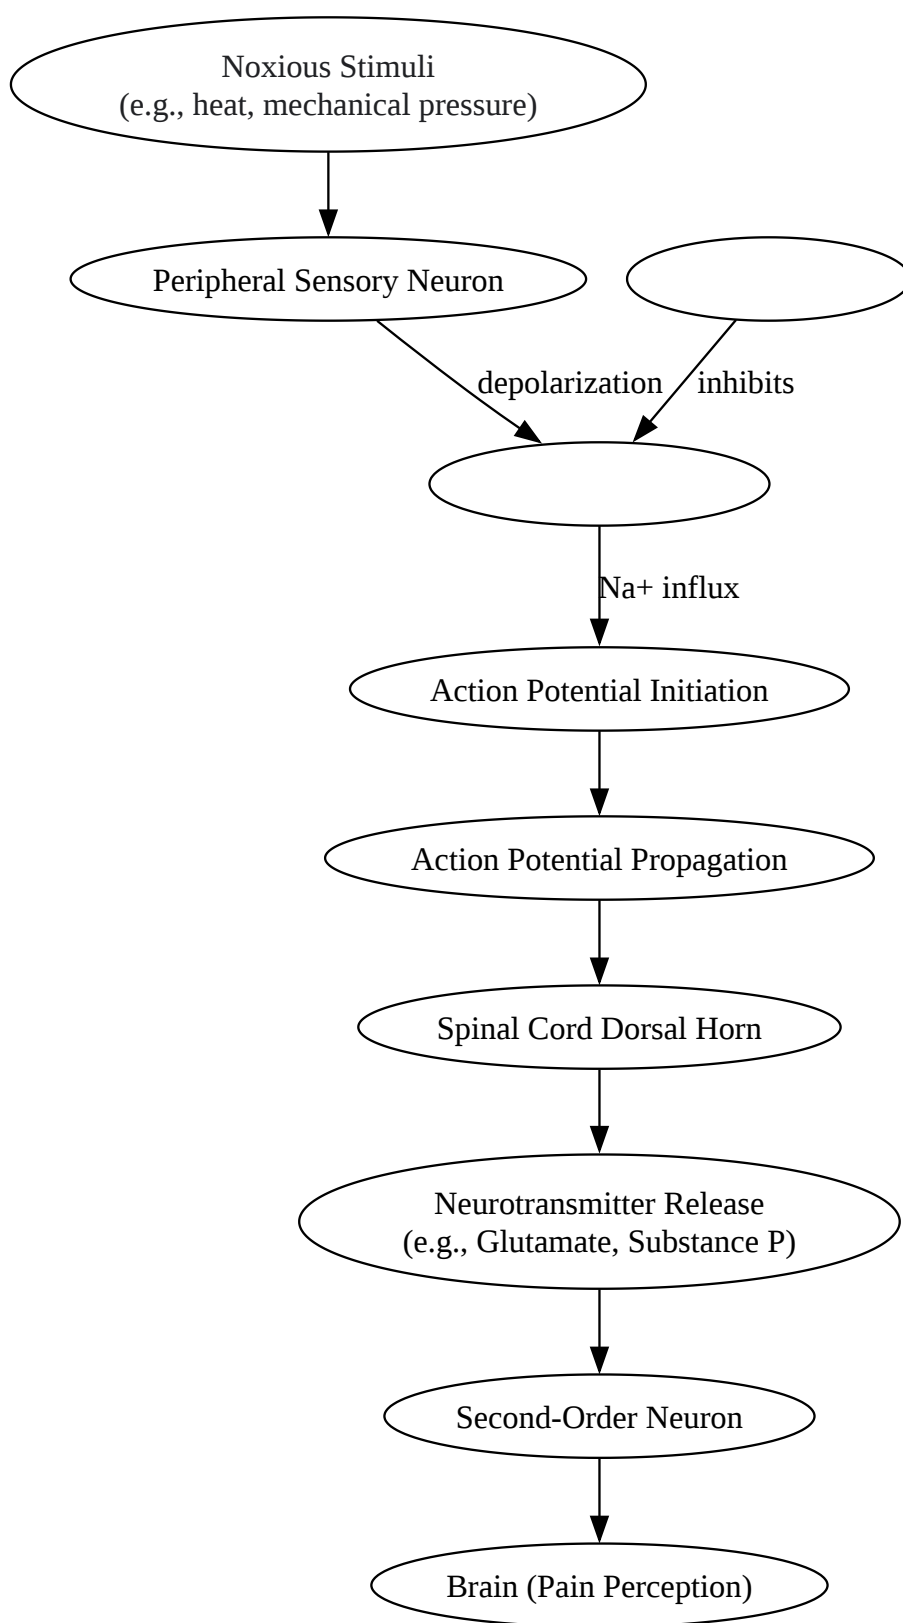 Noxious Stimuli
(e.g., heat, mechanical pressure)
Peripheral Sensory Neuron
depolarization
inhibits
Na+ influx
Action Potential Initiation
Action Potential Propagation
Spinal Cord Dorsal Horn
Neurotransmitter Release
(e.g., Glutamate, Substance P)
Second-Order Neuron
Brain (Pain Perception)